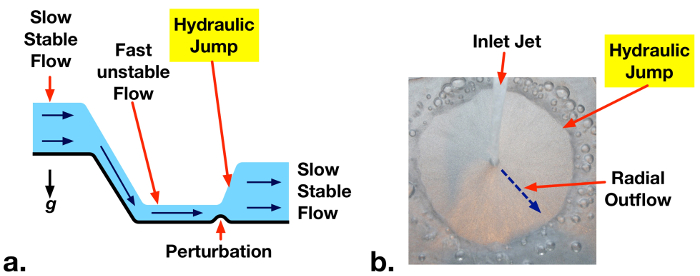 Slow
Stable
Flow
Fast
unstable
Flow
Hydraulic
Jump
g
Slow
Stable
Flow
Perturbation
a.
Inlet Jet
Hydraulic
Jump
Radial
Outflow
b.